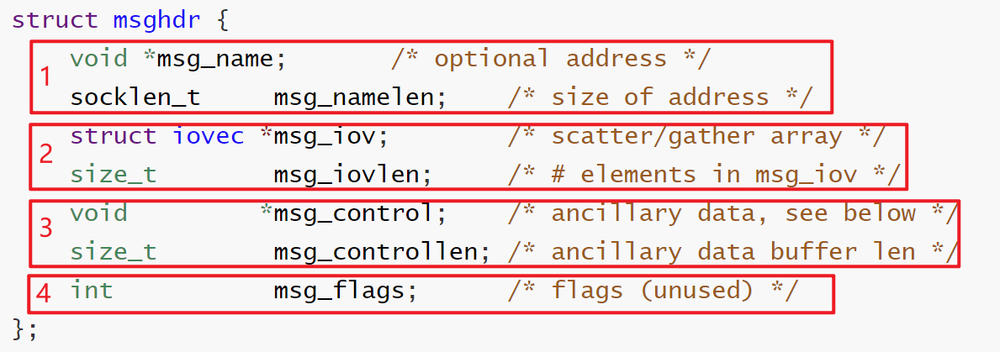 struct msghdr {
1 void *msg_name; /* optional address */
socklen_t msg_namelen; /* size of address */
2 struct iovec *msg_iov; /* scatter/gather array */
size_t msg_iovlen; /* # elements in msg_iov */
3 void *msg_control; /* ancillary data, see below */
size_t msg_controllen; /* ancillary data buffer len */
4 int msg_flags; /* flags (unused) */
};